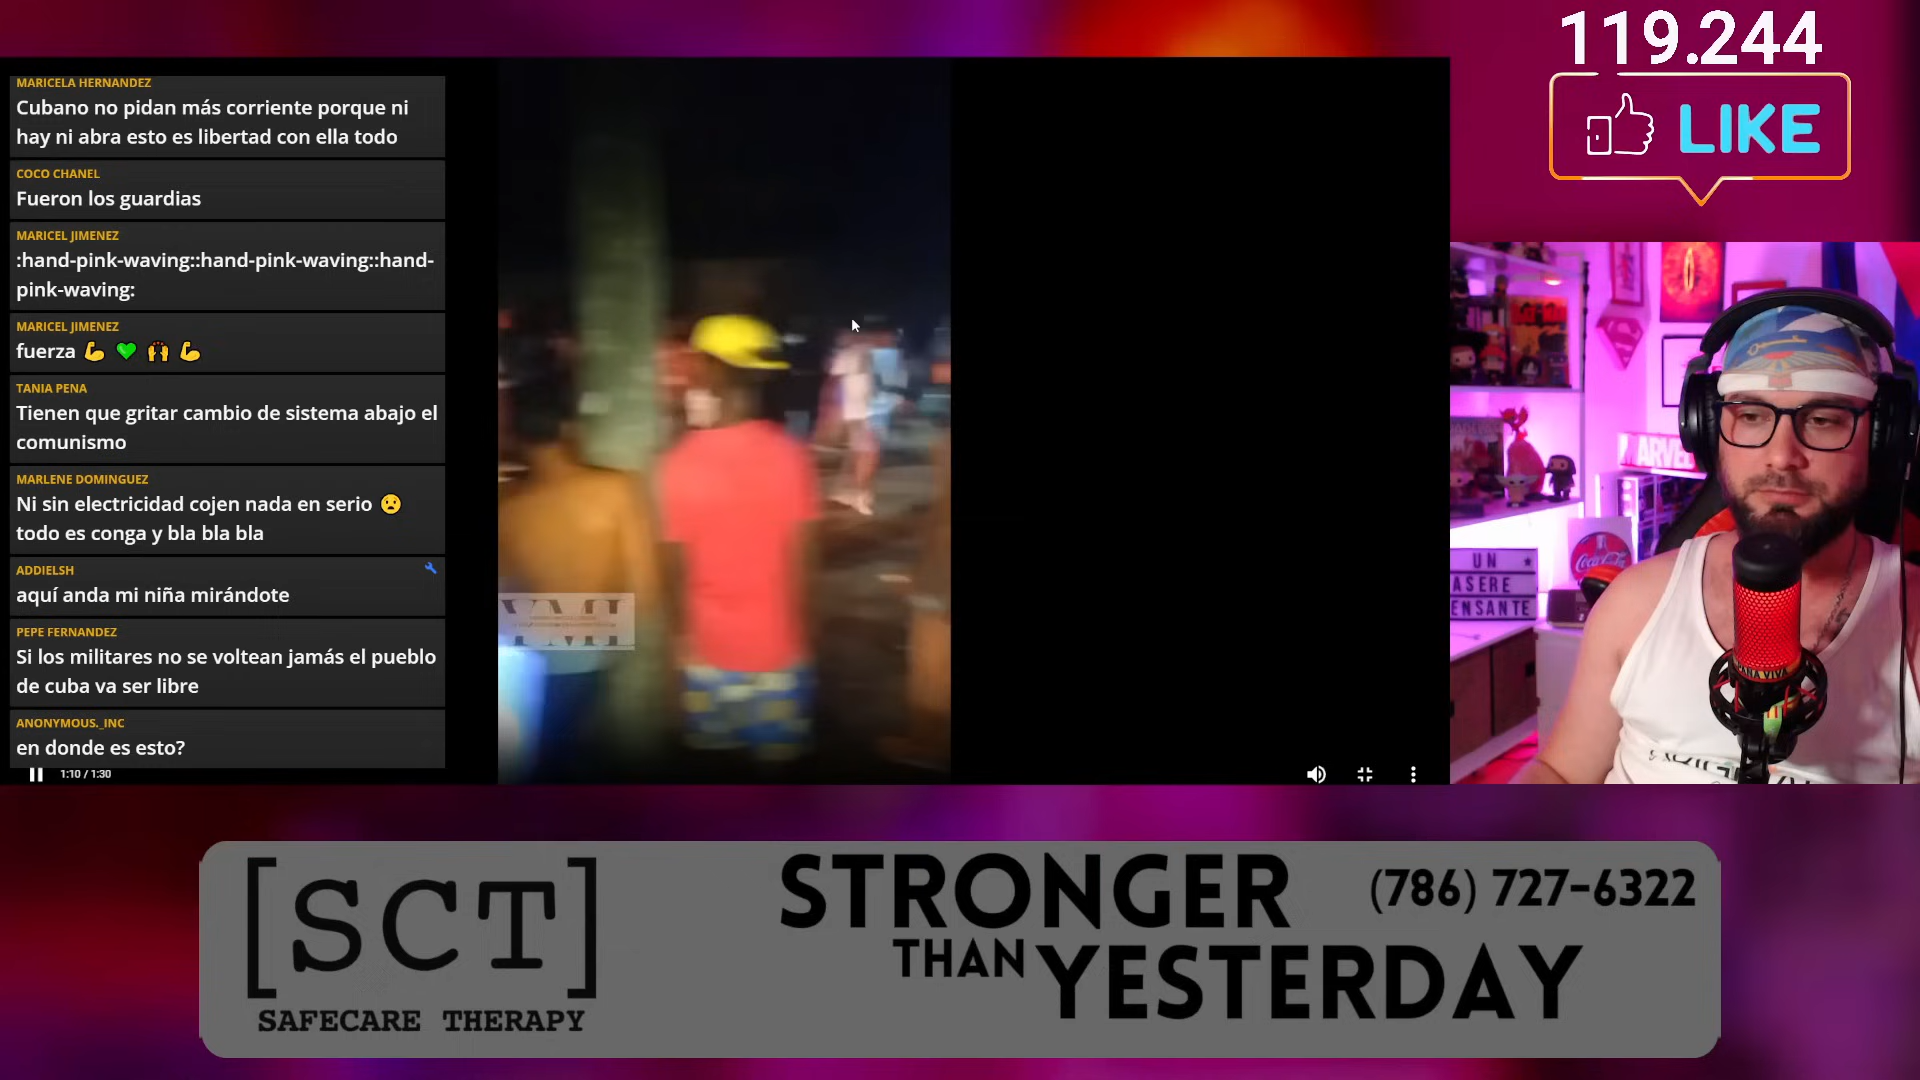 119.244
LIKE
MARICELA HERNANDEZ
Cubano no pidan más corriente porque ni
hay ni abra esto es libertad con ella todo
COCO CHANEL
Fueron los guardias
MARICEL JIMENEZ
:hand-pink-waving::hand-pink-waving::hand-
pink-waving:
MARICEL JIMENEZ
fuerza 💪 💚 🙌 💪
TANIA PENA
Tienen que gritar cambio de sistema abajo el
comunismo
MARLENE DOMINGUEZ
Ni sin electricidad cojen nada en serio 😟
todo es conga y bla bla bla
ADDIELSH
aquí anda mi niña mirándote
PEPE FERNANDEZ
Si los militares no se voltean jamás el pueblo
de cuba va ser libre
ANONYMOUS._INC
en donde es esto?
1:10 / 1:30
UN
ASERE
ENSANTE
Coca-Cola
ARVEL
[SCT]
SAFECARE THERAPY
STRONGER
THAN YESTERDAY
(786) 727-6322